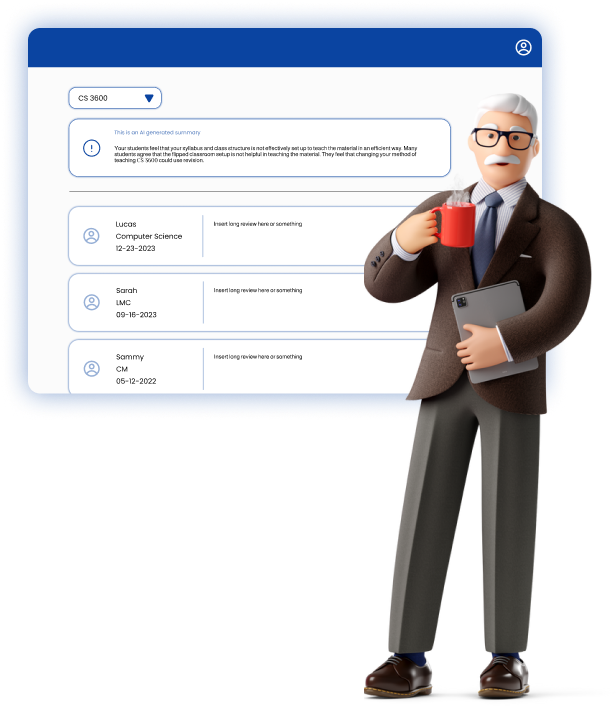 CS 3600
This is an AI generated summary
Your students feel that your syllabus and class structure is not effectively set up to teach the material in an efficient way. Many
students agree that the flipped classroom setup is not helpful in teaching the material. They feel that changing your method of
teaching CS 3600 could use revision.
Lucas
Computer Science
12-23-2023
Insert long review here or something
Sarah
LMC
09-16-2023
Insert long review here or something
Sammy
CM
05-12-2022
Insert long review here or something